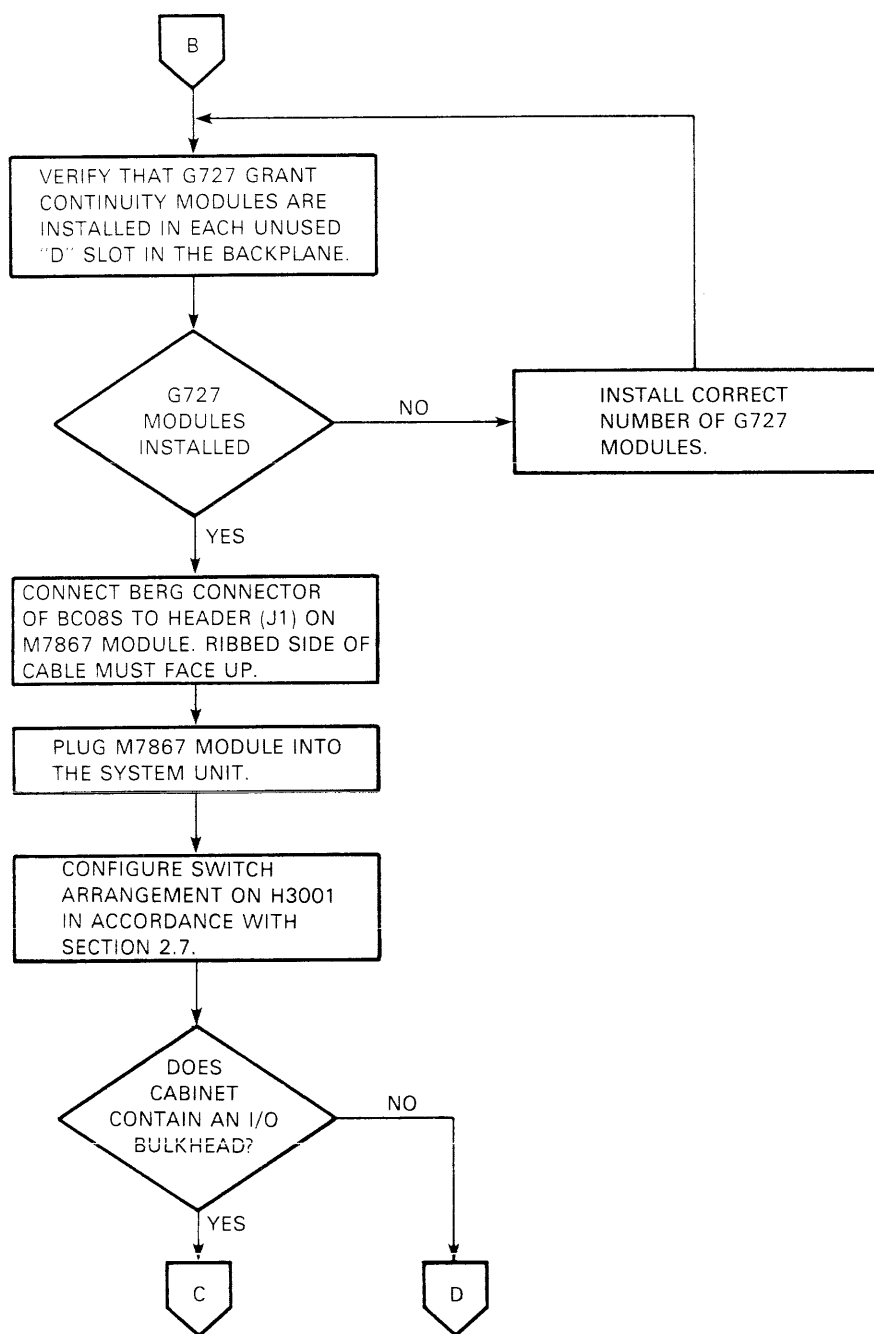 B
VERIFY THAT G727 GRANT
CONTINUITY MODULES ARE
INSTALLED IN EACH UNUSED
"D" SLOT IN THE BACKPLANE.
G727
MODULES
INSTALLED
NO
INSTALL CORRECT
NUMBER OF G727
MODULES.
YES
CONNECT BERG CONNECTOR
OF BC08S TO HEADER (J1) ON
M7867 MODULE. RIBBED SIDE OF
CABLE MUST FACE UP.
PLUG M7867 MODULE INTO
THE SYSTEM UNIT.
CONFIGURE SWITCH
ARRANGEMENT ON H3001
IN ACCORDANCE WITH
SECTION 2.7.
DOES
CABINET
CONTAIN AN I/O
BULKHEAD?
NO
YES
C
D